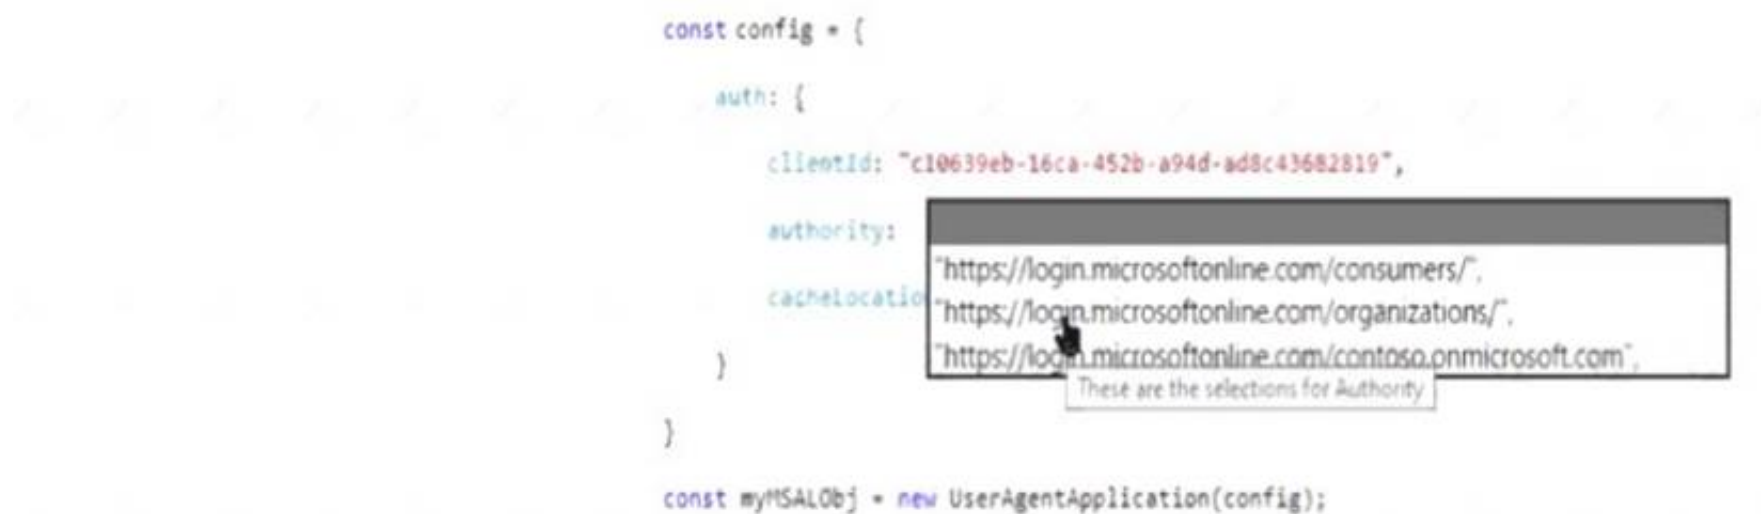 const config = {
auth: {
clientId: "c10639eb-16ca-452b-a94d-ad8c43682819",
authority:
"https://login.microsoftonline.com/consumers/",
cacheLocatio
"https://login.microsoftonline.com/organizations/",
}
"https://login.microsoftonline.com/contoso.onmicrosoft.com",
These are the selections for Authority
}
const myMSALObj = new UserAgentApplication(config);